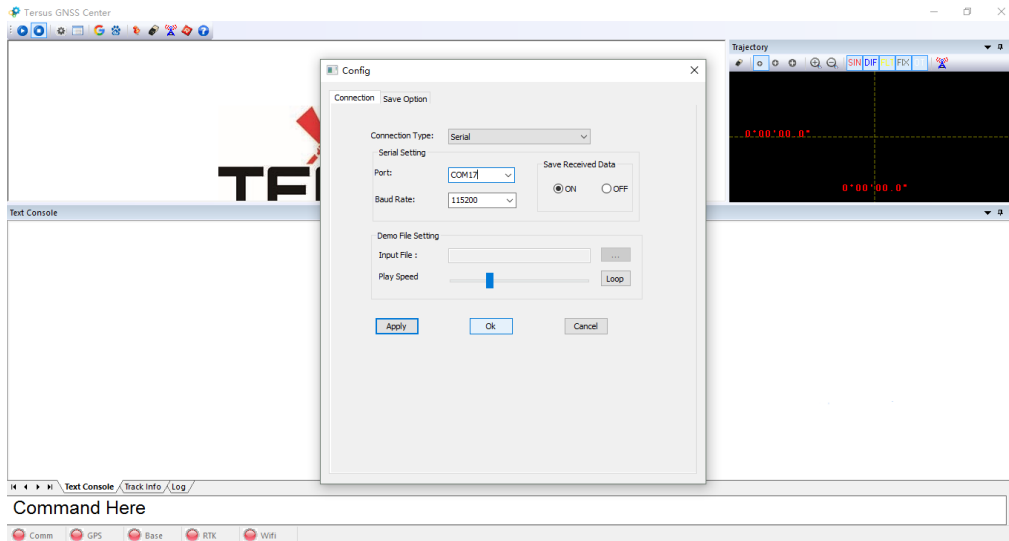 Tersus GNSS Center
Trajectory
SIN DIF FIX
0°00'00.0"
0°00'00.0"
Config
Connection Save Option
Connection Type: Serial
Serial Setting
Port: COM17
Save Received Data
ON OFF
Baud Rate: 115200
Demo File Setting
Input File : ...
Play Speed Loop
Apply Ok Cancel
Text Console
Text Console Track Info Log
Command Here
Comm GPS Base RTK Wifi